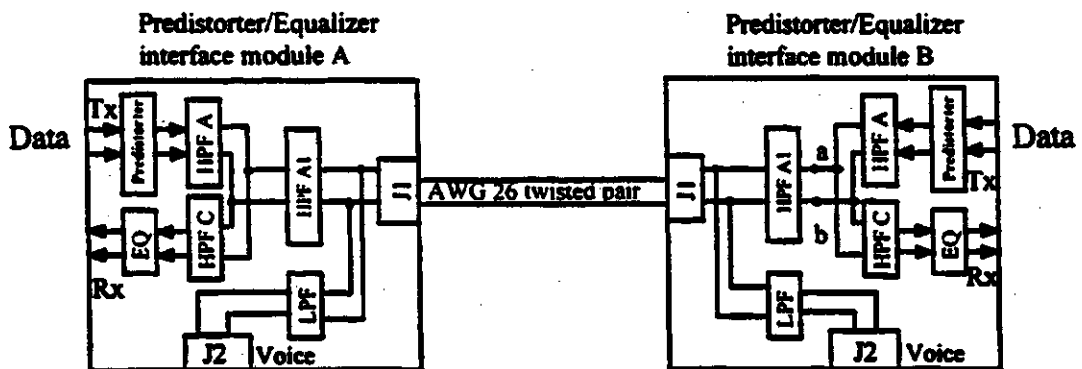 Predistorter/Equalizer
interface module A
Predistorter/Equalizer
interface module B
Data
Tx
Predistorter
HPF A
HPF A1
J1
AWG 26 twisted pair
J1
HPF A1
a
b
HPF A
Predistorter
Tx
Data
Rx
EQ
HPF C
LPF
J2
Voice
HPF C
EQ
Rx
LPF
J2
Voice